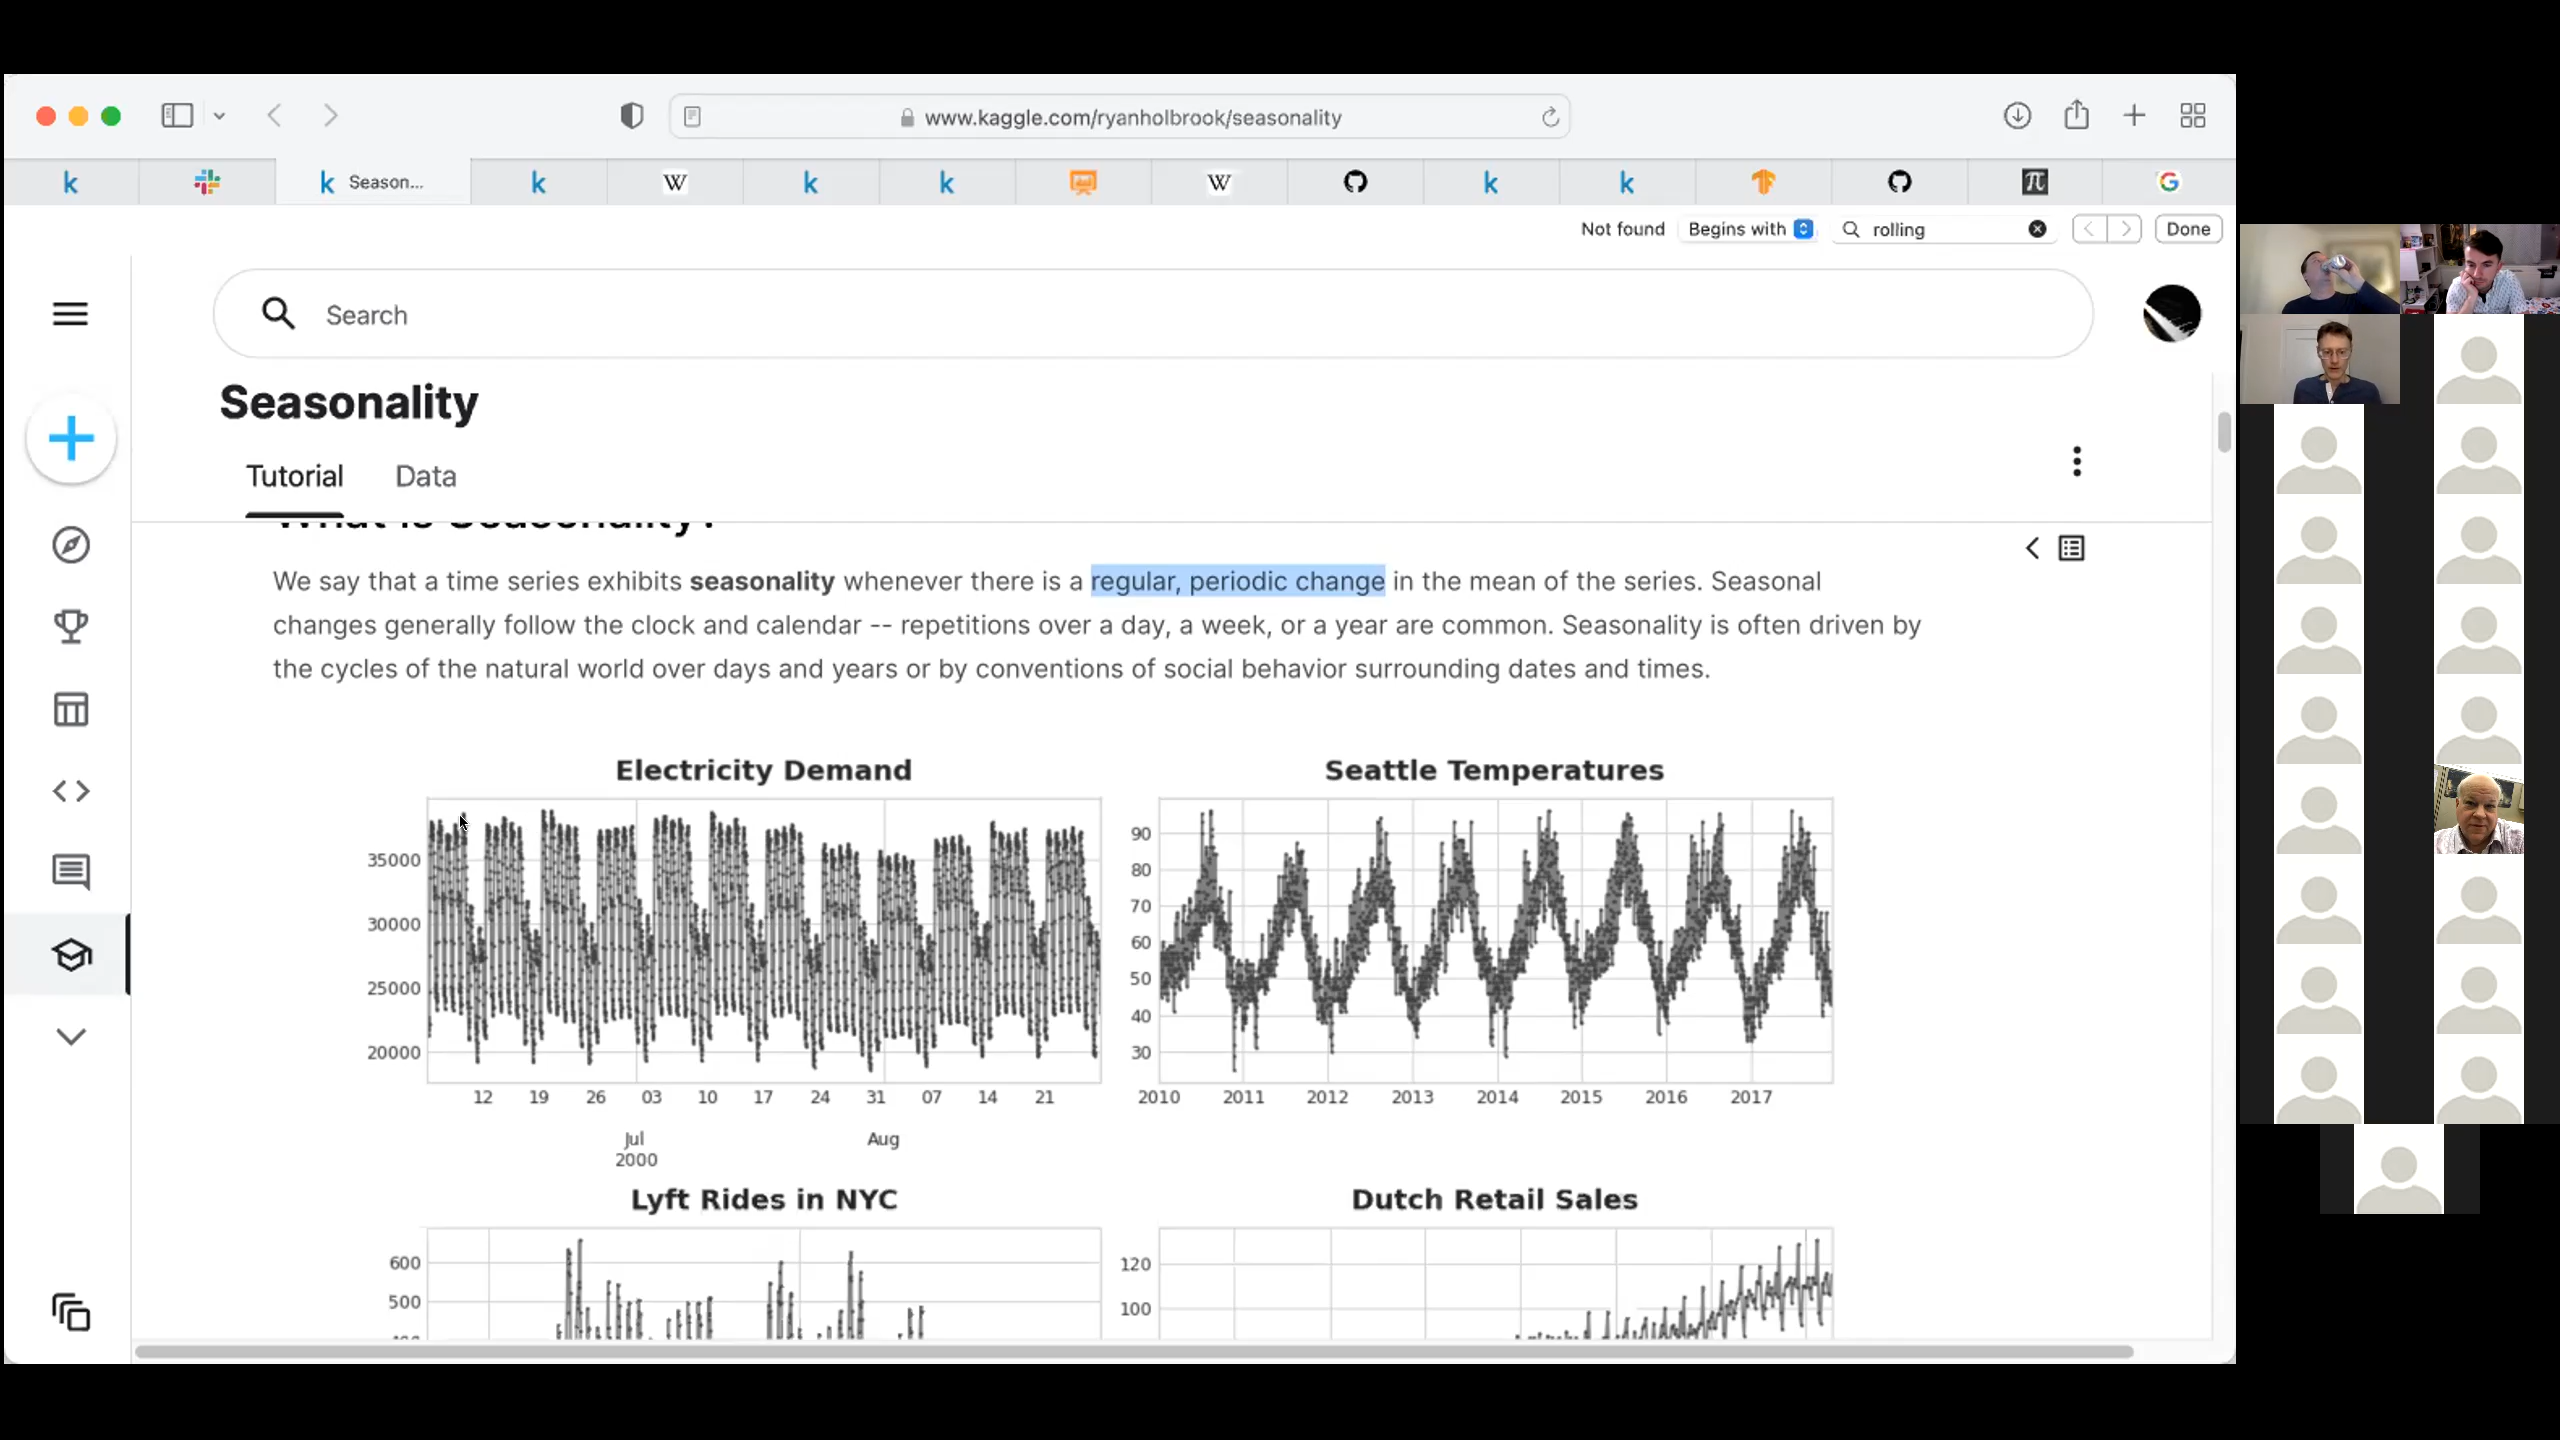 www.kaggle.com/ryanholbrook/seasonality
k
k Season...
k
W
k
k
W
k
k
π
G
Not found Begins with rolling Done
Search
Seasonality
Tutorial Data
What is Seasonality?
We say that a time series exhibits seasonality whenever there is a regular, periodic change in the mean of the series. Seasonal
changes generally follow the clock and calendar -- repetitions over a day, a week, or a year are common. Seasonality is often driven by
the cycles of the natural world over days and years or by conventions of social behavior surrounding dates and times.
Electricity Demand
35000
30000
25000
20000
12 19 26 03 10 17 24 31 07 14 21
Jul Aug
2000
Seattle Temperatures
90
80
70
60
50
40
30
2010 2011 2012 2013 2014 2015 2016 2017
Lyft Rides in NYC
600
500
400
Dutch Retail Sales
120
100